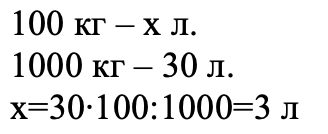 100 кг – х л.
1000 кг – 30 л.
х=30·100:1000=3 л